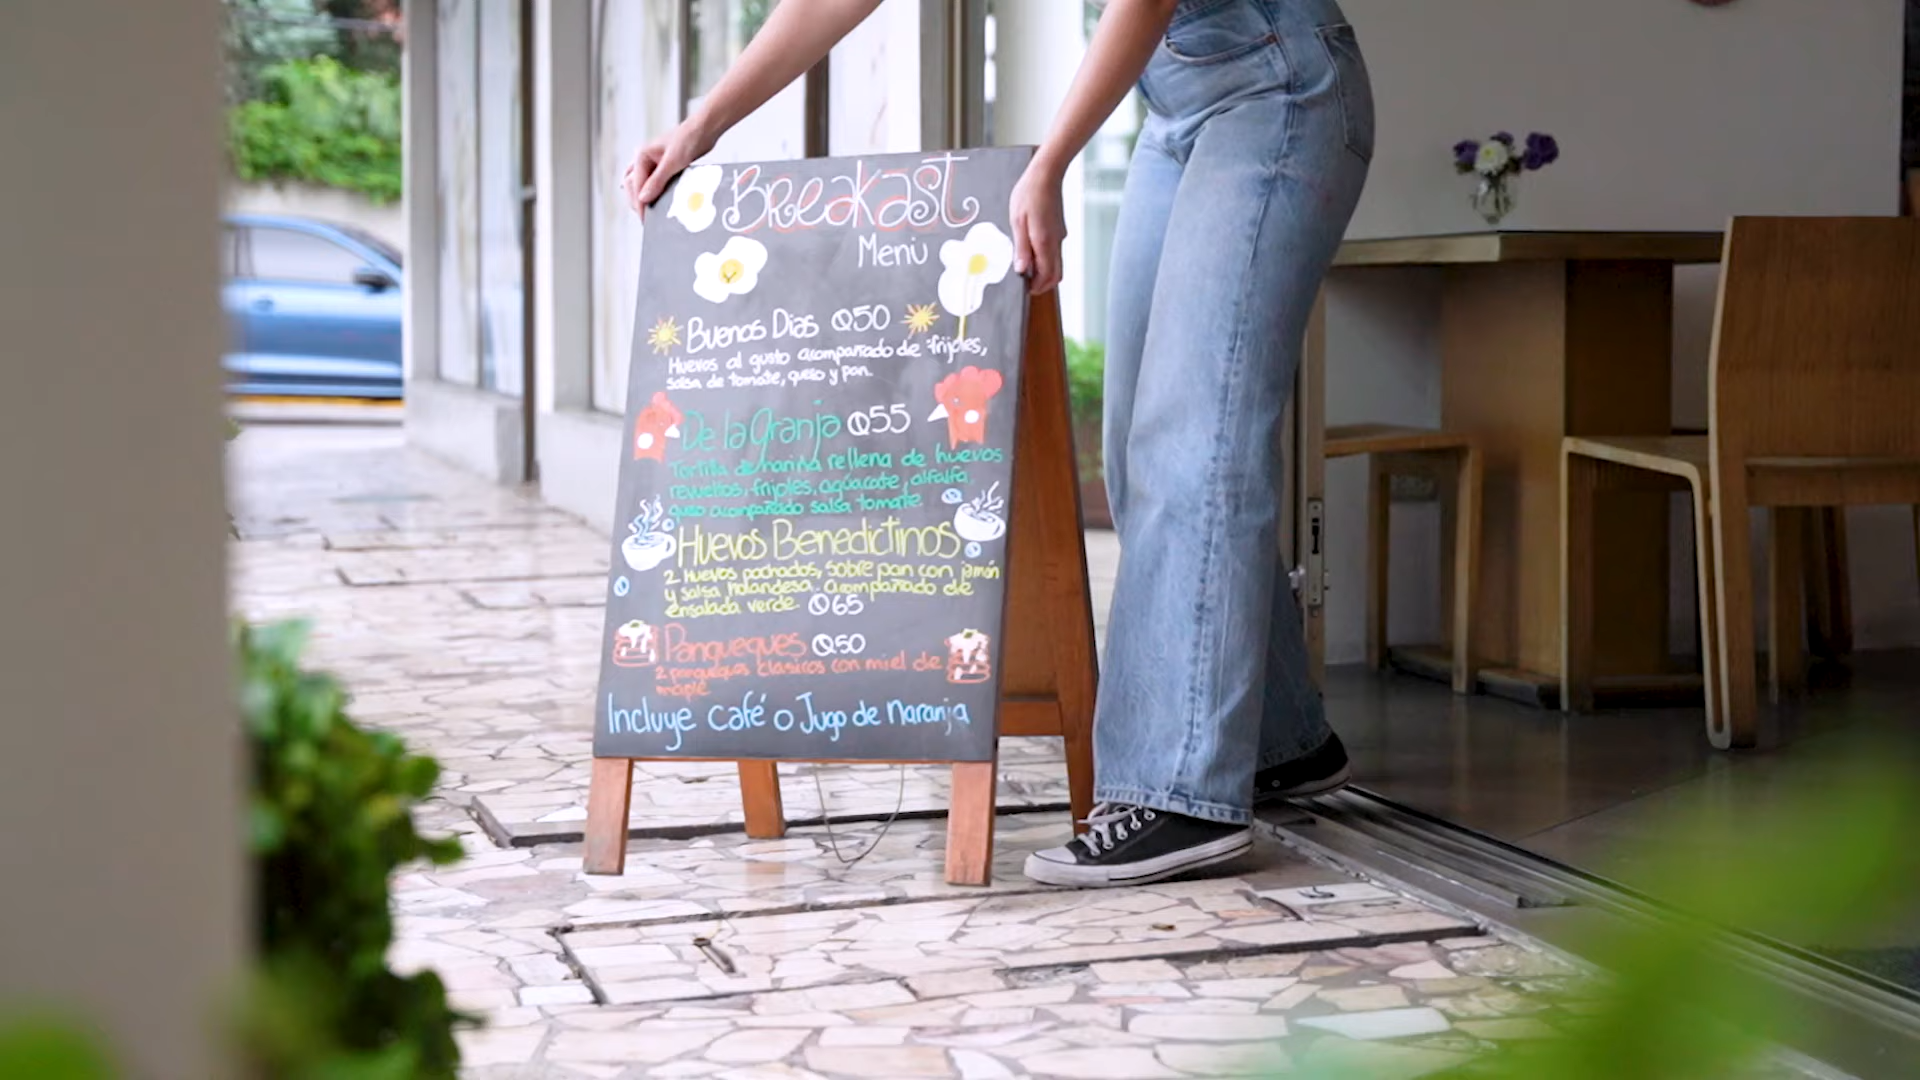 Breakast
Menú
Buenos Dias Q50
Huevos al gusto acompañado de frijoles,
salsa de tomate, queso y pan.
De la Granja Q55
Tortilla de harina rellena de huevos
revueltos, frijoles, aguacate, alfalfa,
queso acompañado salsa tomate.
Huevos Benedictinos
2 Huevos pochados, sobre pan con jamón
y salsa holandesa. acompañado de
ensalada verde. Q65
Panqueques Q50
2 panqueques clasicos con miel de
maple
Incluye café o Jugo de Naranja